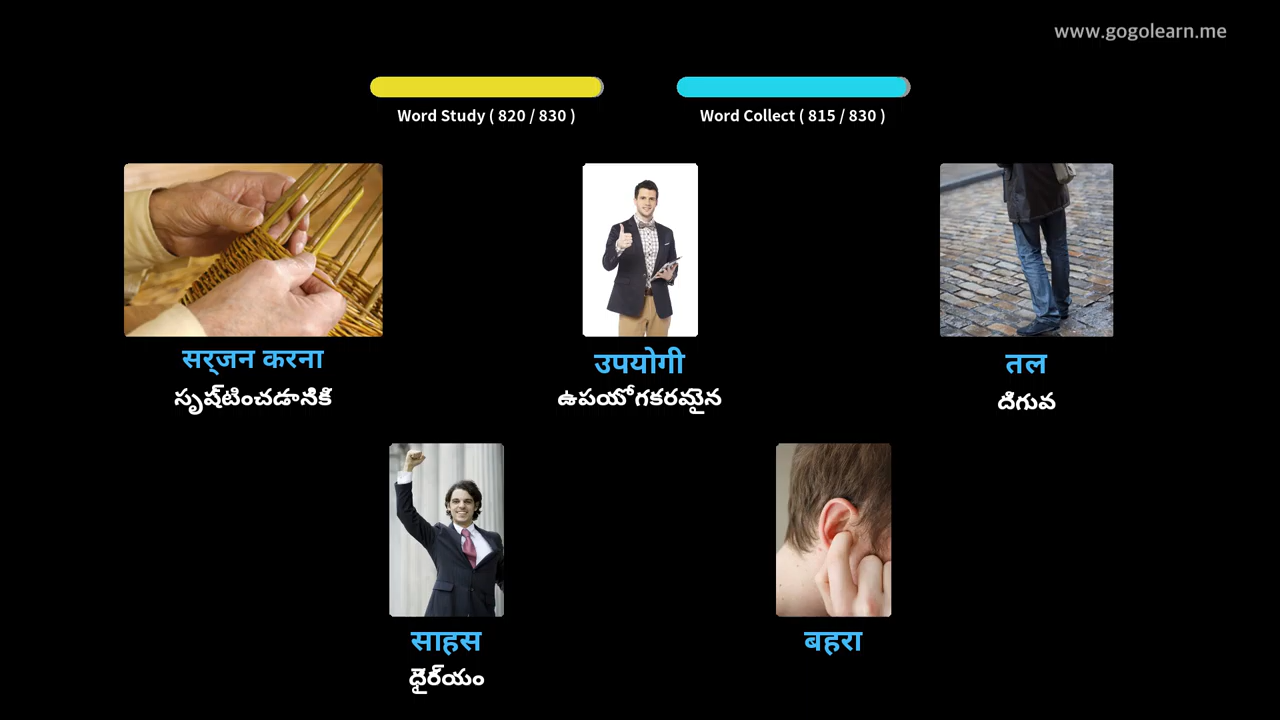 www.gogolearn.me
Word Study ( 820 / 830 )
Word Collect ( 815 / 830 )
सर्‌जन करना
సృష్‌టించడానికి
उपयोगी
ఉపయోగకరమైన
तल
దిగువ
साहस
ధైర్‌యం
बहरा